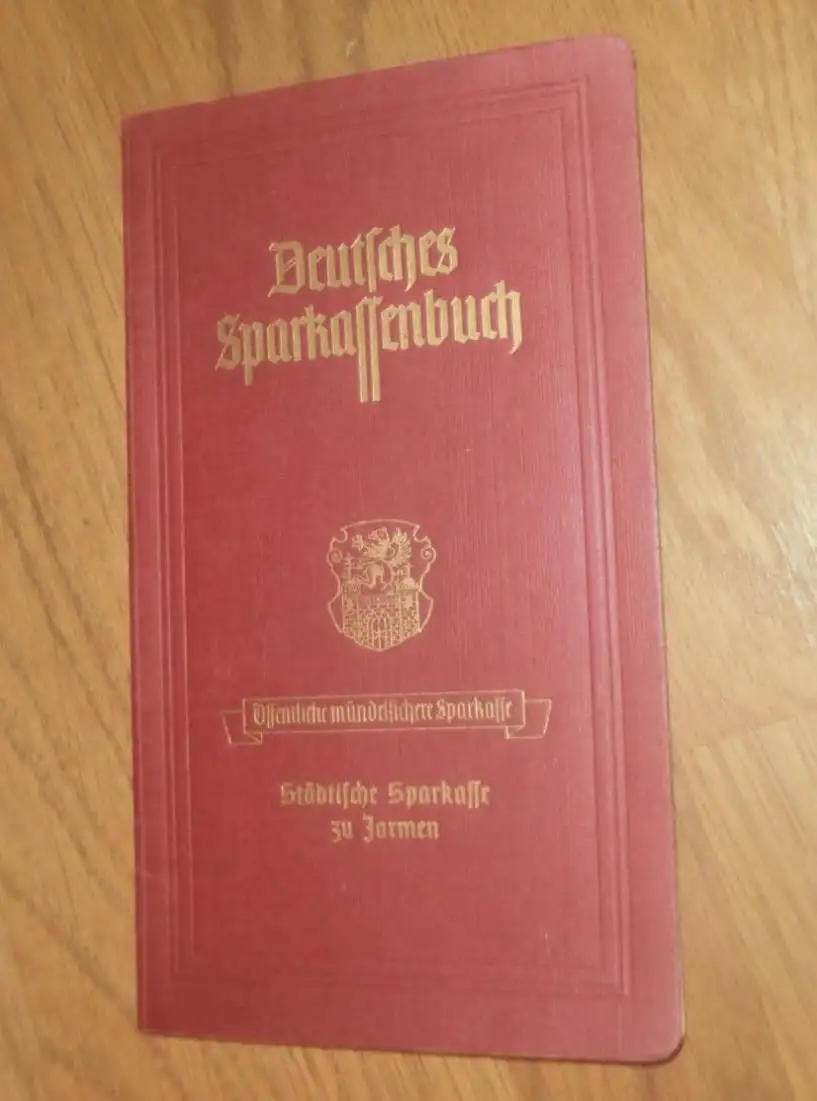 Deutsches
Sparkassenbuch
Öffentliche mündelsichere Sparkasse
Städtische Sparkasse
zu Jarmen